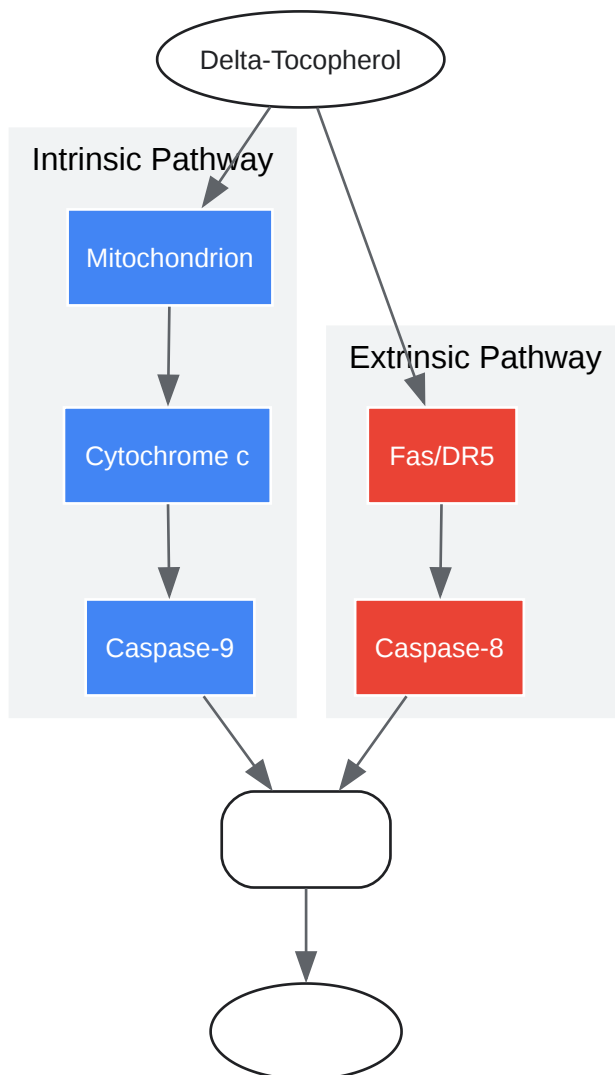 Delta-Tocopherol
Intrinsic Pathway
Mitochondrion
Extrinsic Pathway
Cytochrome c
Fas/DR5
Caspase-9
Caspase-8